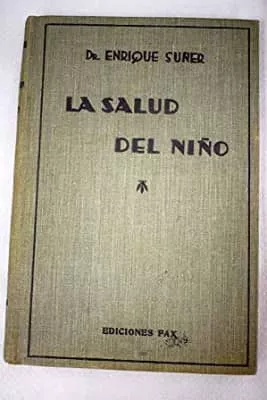 DR. ENRIQUE SUÑER
LA SALUD
DEL NIÑO
EDICIONES PAX